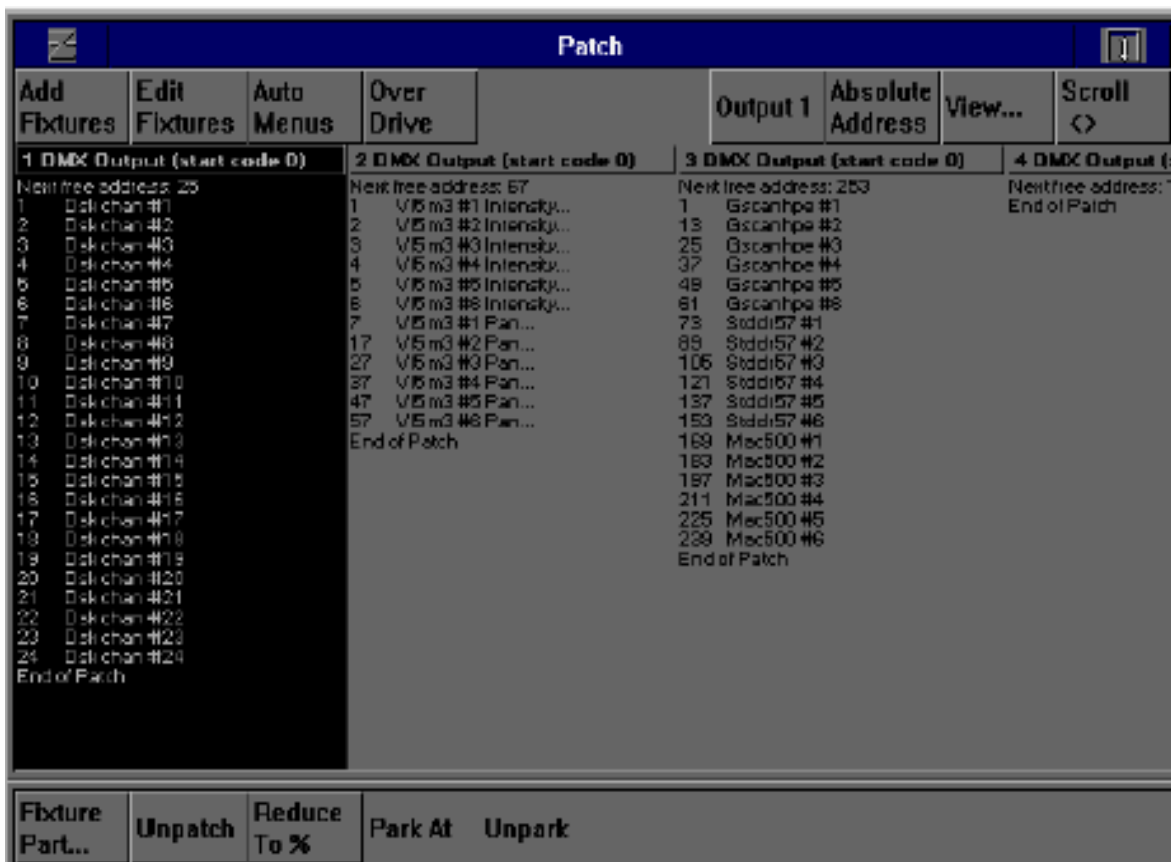 Patch
Add Fixtures
Edit Fixtures
Auto Menus
Over Drive
Output 1
Absolute Address
View...
Scroll <>
1 DMX Output (start code 0)
Next free address: 25
1 Dsk chan #1
2 Dsk chan #2
3 Dsk chan #3
4 Dsk chan #4
5 Dsk chan #5
6 Dsk chan #6
7 Dsk chan #7
8 Dsk chan #8
9 Dsk chan #9
10 Dsk chan #10
11 Dsk chan #11
12 Dsk chan #12
13 Dsk chan #13
14 Dsk chan #14
15 Dsk chan #15
16 Dsk chan #16
17 Dsk chan #17
18 Dsk chan #18
19 Dsk chan #19
20 Dsk chan #20
21 Dsk chan #21
22 Dsk chan #22
23 Dsk chan #23
24 Dsk chan #24
End of Patch
2 DMX Output (start code 0)
Next free address: 67
1 Vl5 m3 #1 Intensity...
2 Vl5 m3 #2 Intensity...
3 Vl5 m3 #3 Intensity...
4 Vl5 m3 #4 Intensity...
5 Vl5 m3 #5 Intensity...
6 Vl5 m3 #6 Intensity...
7 Vl5 m3 #1 Pan...
17 Vl5 m3 #2 Pan...
27 Vl5 m3 #3 Pan...
37 Vl5 m3 #4 Pan...
47 Vl5 m3 #5 Pan...
57 Vl5 m3 #6 Pan...
End of Patch
3 DMX Output (start code 0)
Next free address: 253
1 Gscanhpe #1
13 Gscanhpe #2
25 Gscanhpe #3
37 Gscanhpe #4
49 Gscanhpe #5
61 Gscanhpe #6
73 Stddi57 #1
89 Stddi57 #2
105 Stddi57 #3
121 Stddi57 #4
137 Stddi57 #5
153 Stddi57 #6
169 Mac500 #1
183 Mac500 #2
197 Mac500 #3
211 Mac500 #4
225 Mac500 #5
239 Mac500 #6
End of Patch
4 DMX Output
Next free address:
End of Patch
Fixture Part...
Unpatch
Reduce To %
Park At
Unpark